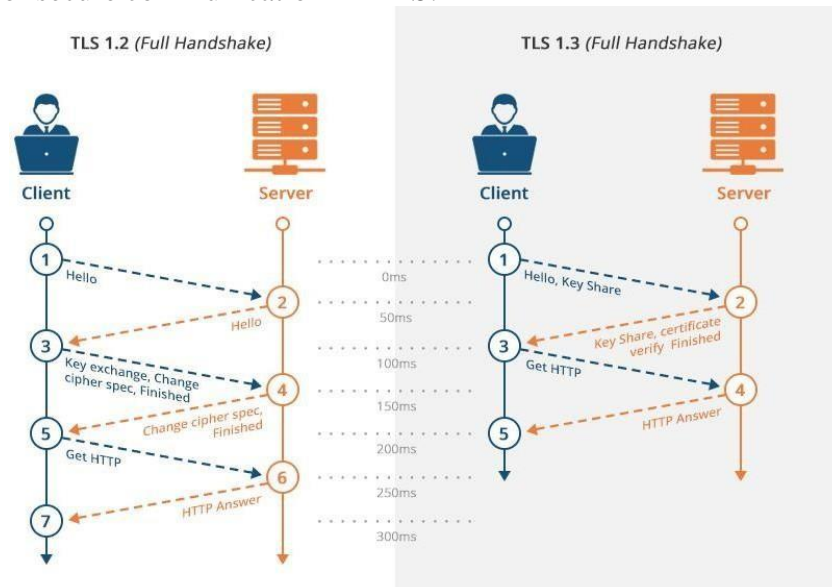 TLS 1.2 (Full Handshake)
Client
Server
1
Hello
2
Hello
3
Key exchange, Change
cipher spec, Finished
4
Change cipher spec,
Finished
5
Get HTTP
6
HTTP Answer
7
0ms
50ms
100ms
150ms
200ms
250ms
300ms
TLS 1.3 (Full Handshake)
Client
Server
1
Hello, Key Share
2
Key Share, certificate
verify Finished
3
Get HTTP
4
HTTP Answer
5